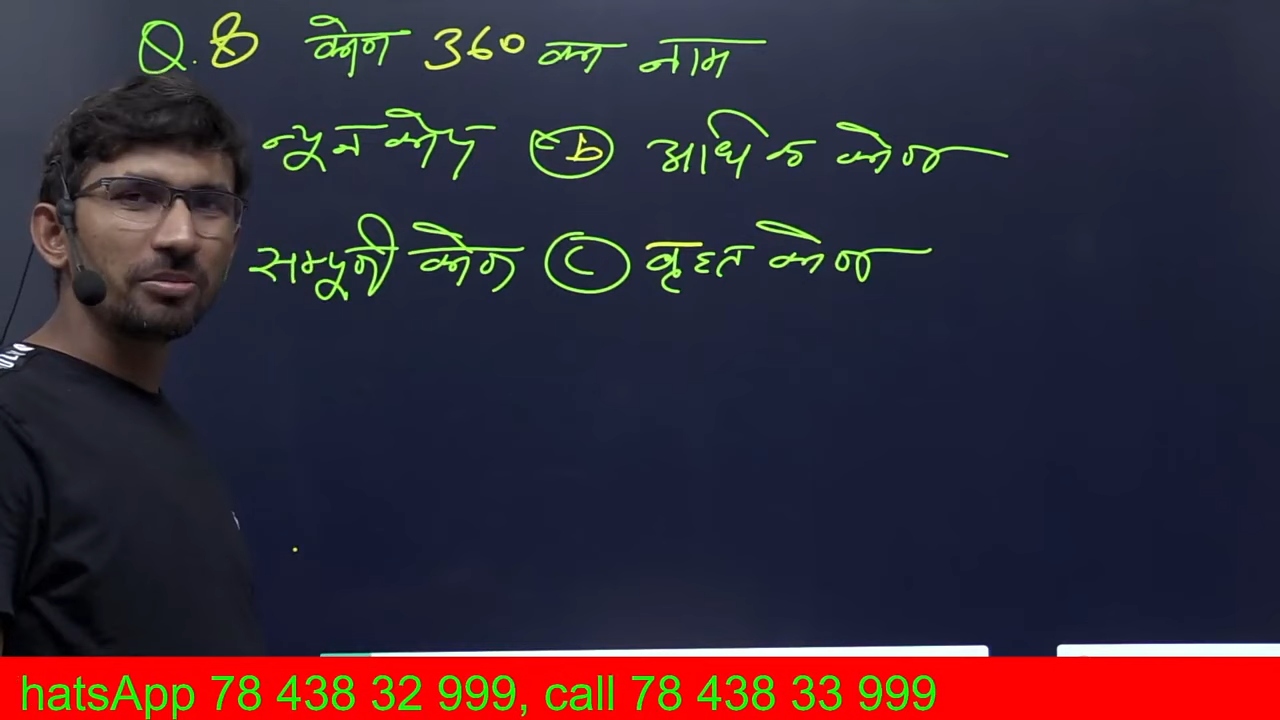 Q. 8 कोण 360 का नाम
न्यून कोण (b) अधिक कोण
सम्पूर्ण कोण (c) वृहत कोण
hatsApp 78 438 32 999, call 78 438 33 999